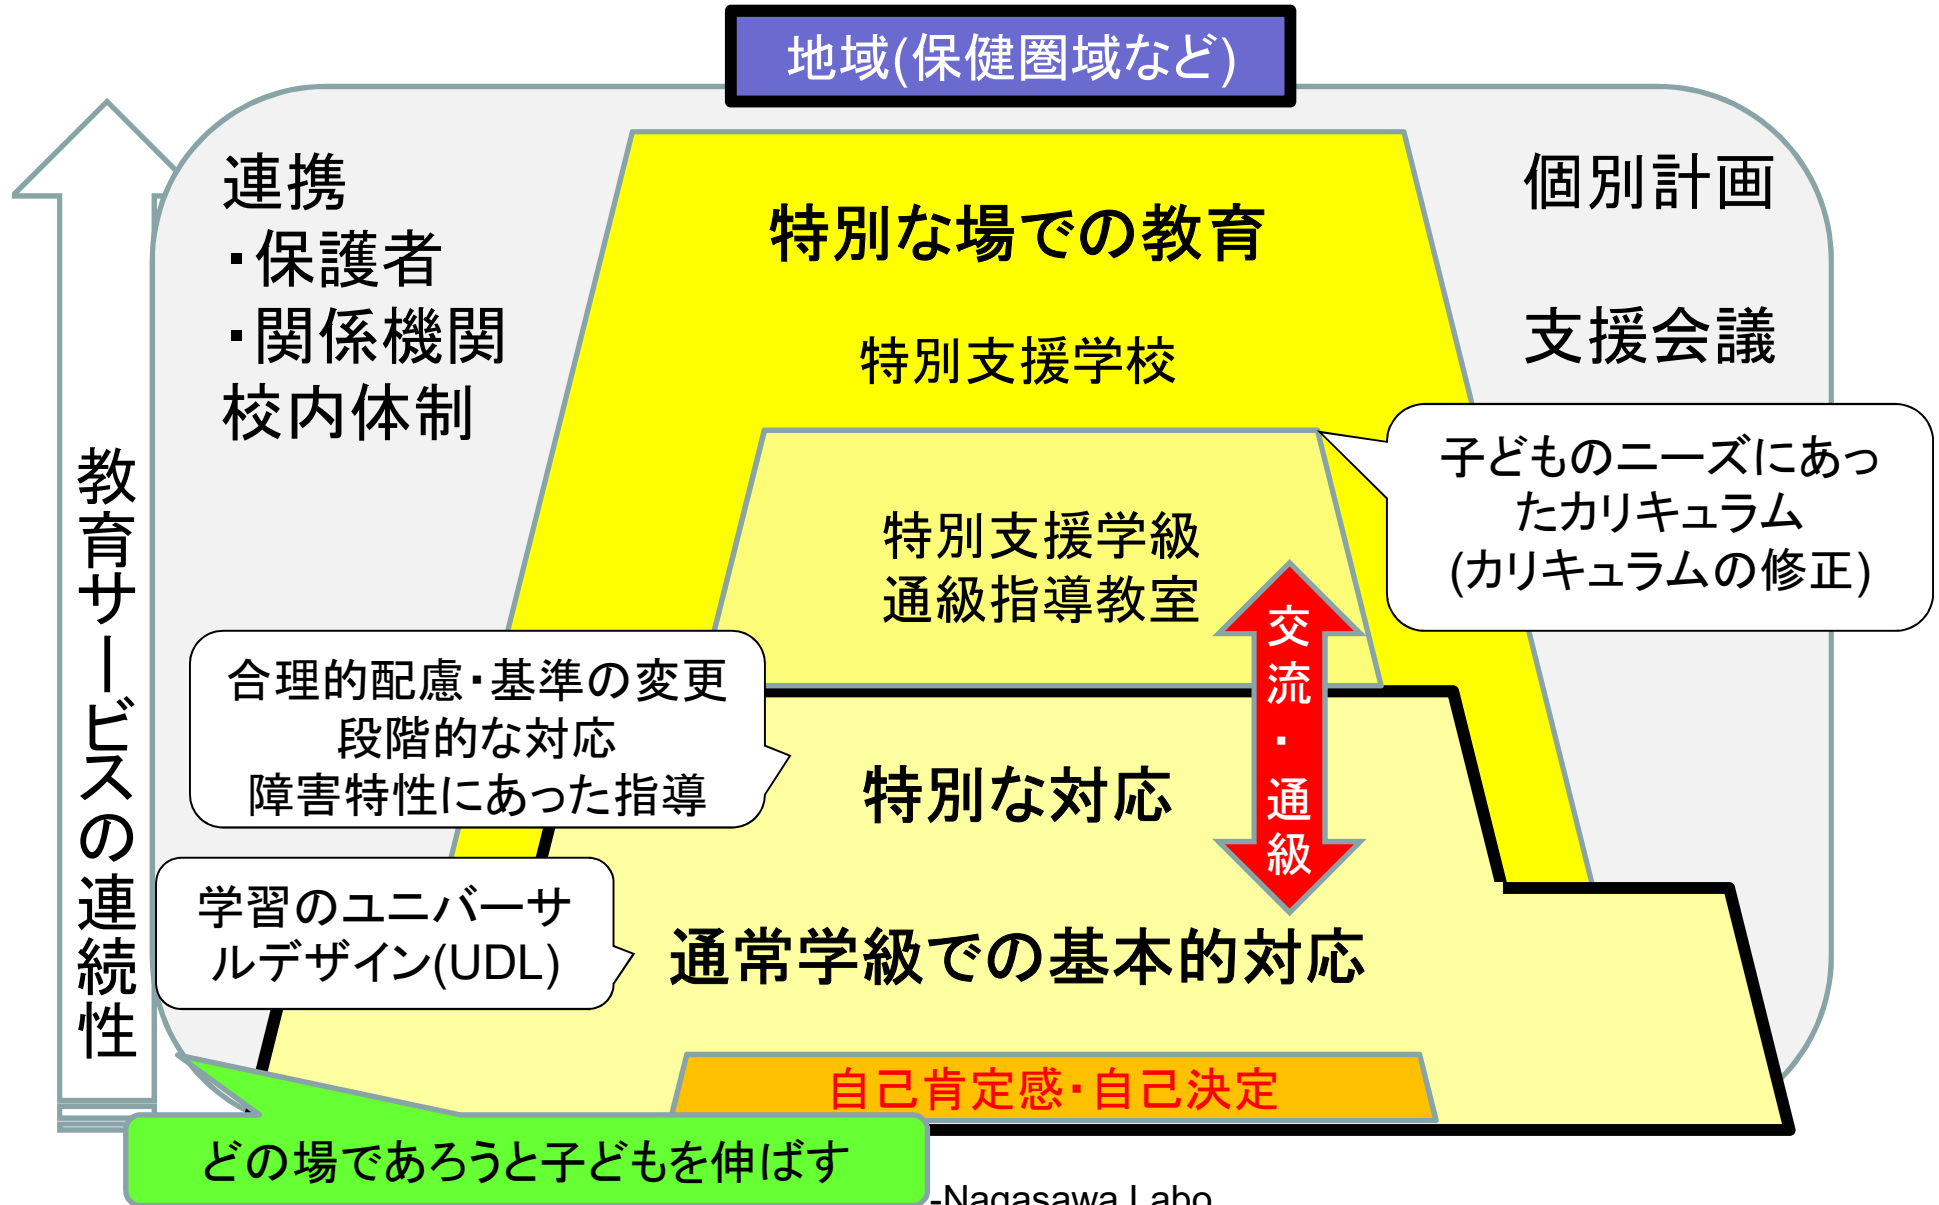 地域(保健圏域など)
連携
・保護者
・関係機関
校内体制
個別計画
支援会議
特別な場での教育
特別支援学校
子どものニーズにあっ
たカリキュラム
(カリキュラムの修正)
特別支援学級
通級指導教室
交流・通級
教育サービスの連続性
合理的配慮・基準の変更
段階的な対応
障害特性にあった指導
特別な対応
学習のユニバーサ
ルデザイン(UDL)
通常学級での基本的対応
自己肯定感・自己決定
どの場であろうと子どもを伸ばす
-Nagasawa Labo